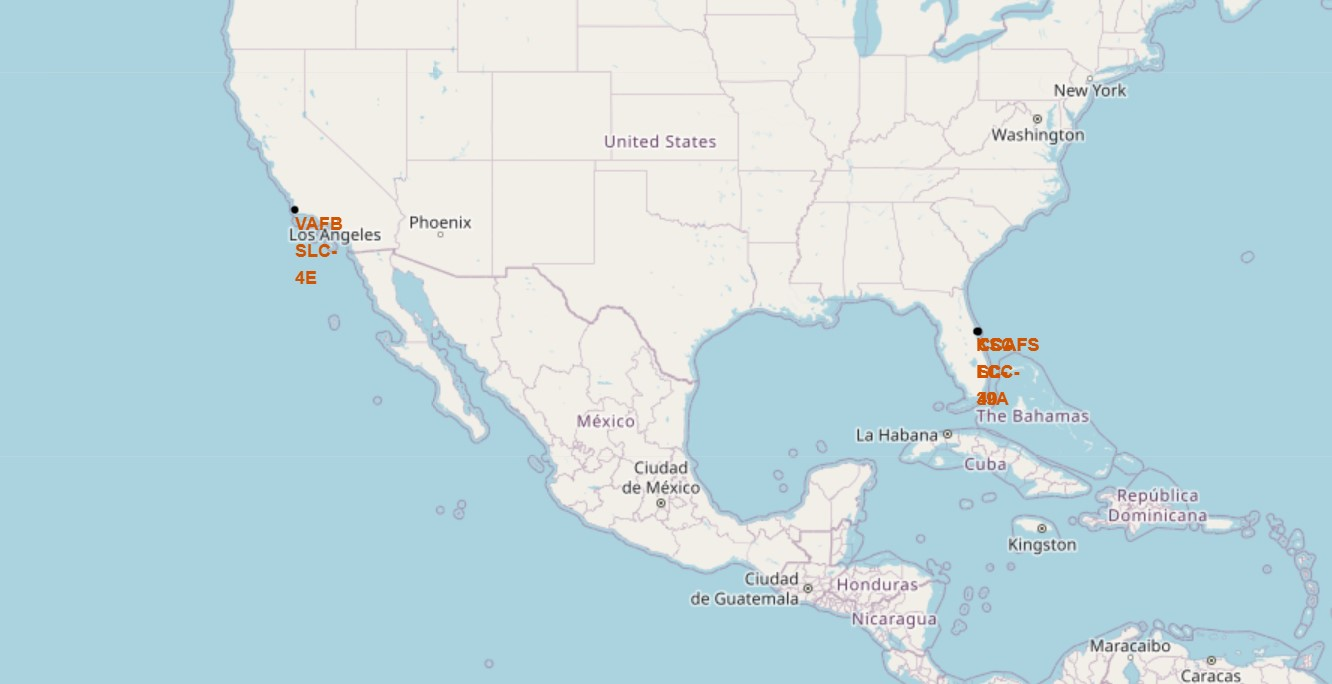 New York
Washington
United States
Phoenix
VAFB
Los Angeles
SLC-
4E
The Bahamas
La Habana
México
Cuba
Ciudad
de México
República
Dominicana
Kingston
Ciudad
de Guatemala
Honduras
Nicaragua
Maracaibo
Caracas